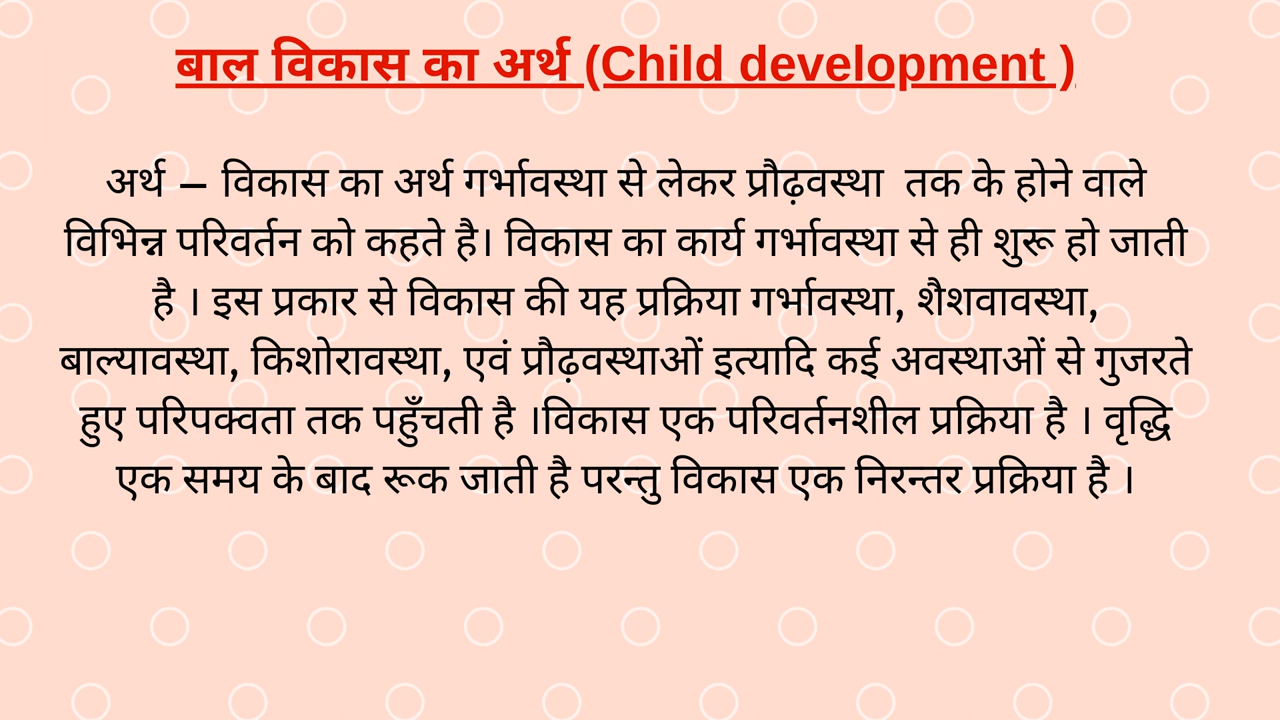 बाल विकास का अर्थ (Child development )
अर्थ – विकास का अर्थ गर्भावस्था से लेकर प्रौढ़वस्था तक के होने वाले
विभिन्न परिवर्तन को कहते है। विकास का कार्य गर्भावस्था से ही शुरू हो जाती
है । इस प्रकार से विकास की यह प्रक्रिया गर्भावस्था, शैशवावस्था,
बाल्यावस्था, किशोरावस्था, एवं प्रौढ़वस्थाओं इत्यादि कई अवस्थाओं से गुजरते
हुए परिपक्वता तक पहुँचती है ।विकास एक परिवर्तनशील प्रक्रिया है । वृद्धि
एक समय के बाद रूक जाती है परन्तु विकास एक निरन्तर प्रक्रिया है ।